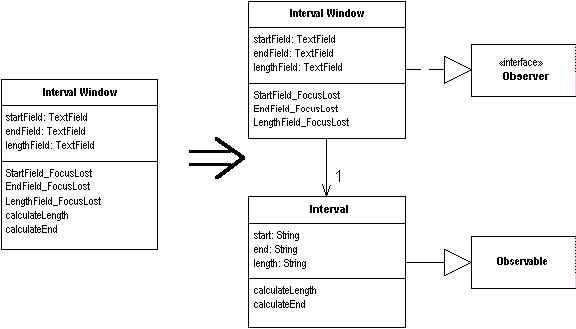 Interval Window
startField: TextField
endField: TextField
lengthField: TextField
StartField_FocusLost
EndField_FocusLost
LengthField_FocusLost
calculateLength
calculateEnd
Interval Window
startField: TextField
endField: TextField
lengthField: TextField
StartField_FocusLost
EndField_FocusLost
LengthField_FocusLost
«interface»
Observer
1
Interval
start: String
end: String
length: String
calculateLength
calculateEnd
Observable